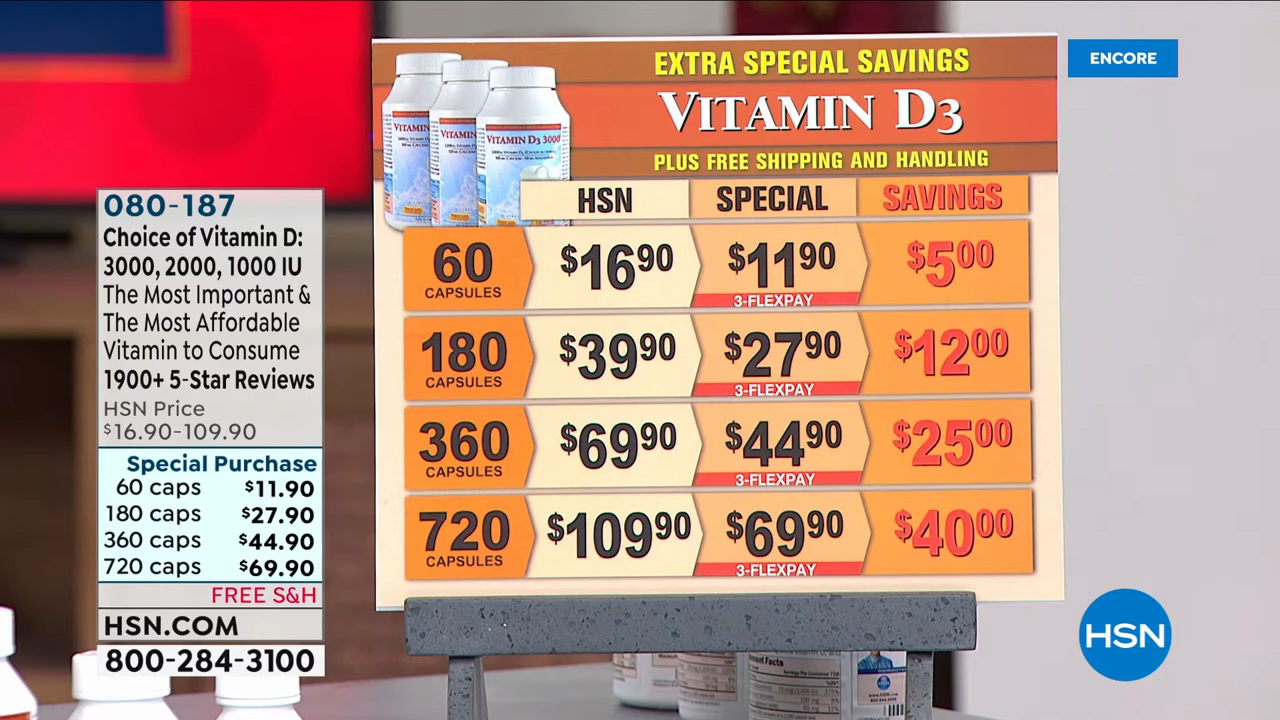 ENCORE
EXTRA SPECIAL SAVINGS
VITAMIN D3
PLUS FREE SHIPPING AND HANDLING
VITAMIN
VITAMIN
VITAMIN D3 3000
HSN SPECIAL SAVINGS
60 CAPSULES $16.90 $11.90 3-FLEXPAY $5.00
180 CAPSULES $39.90 $27.90 3-FLEXPAY $12.00
360 CAPSULES $69.90 $44.90 3-FLEXPAY $25.00
720 CAPSULES $109.90 $69.90 3-FLEXPAY $40.00
080-187
Choice of Vitamin D:
3000, 2000, 1000 IU
The Most Important &
The Most Affordable
Vitamin to Consume
1900+ 5-Star Reviews
HSN Price
$16.90-109.90
Special Purchase
60 caps $11.90
180 caps $27.90
360 caps $44.90
720 caps $69.90
FREE S&H
HSN.COM
800-284-3100
HSN